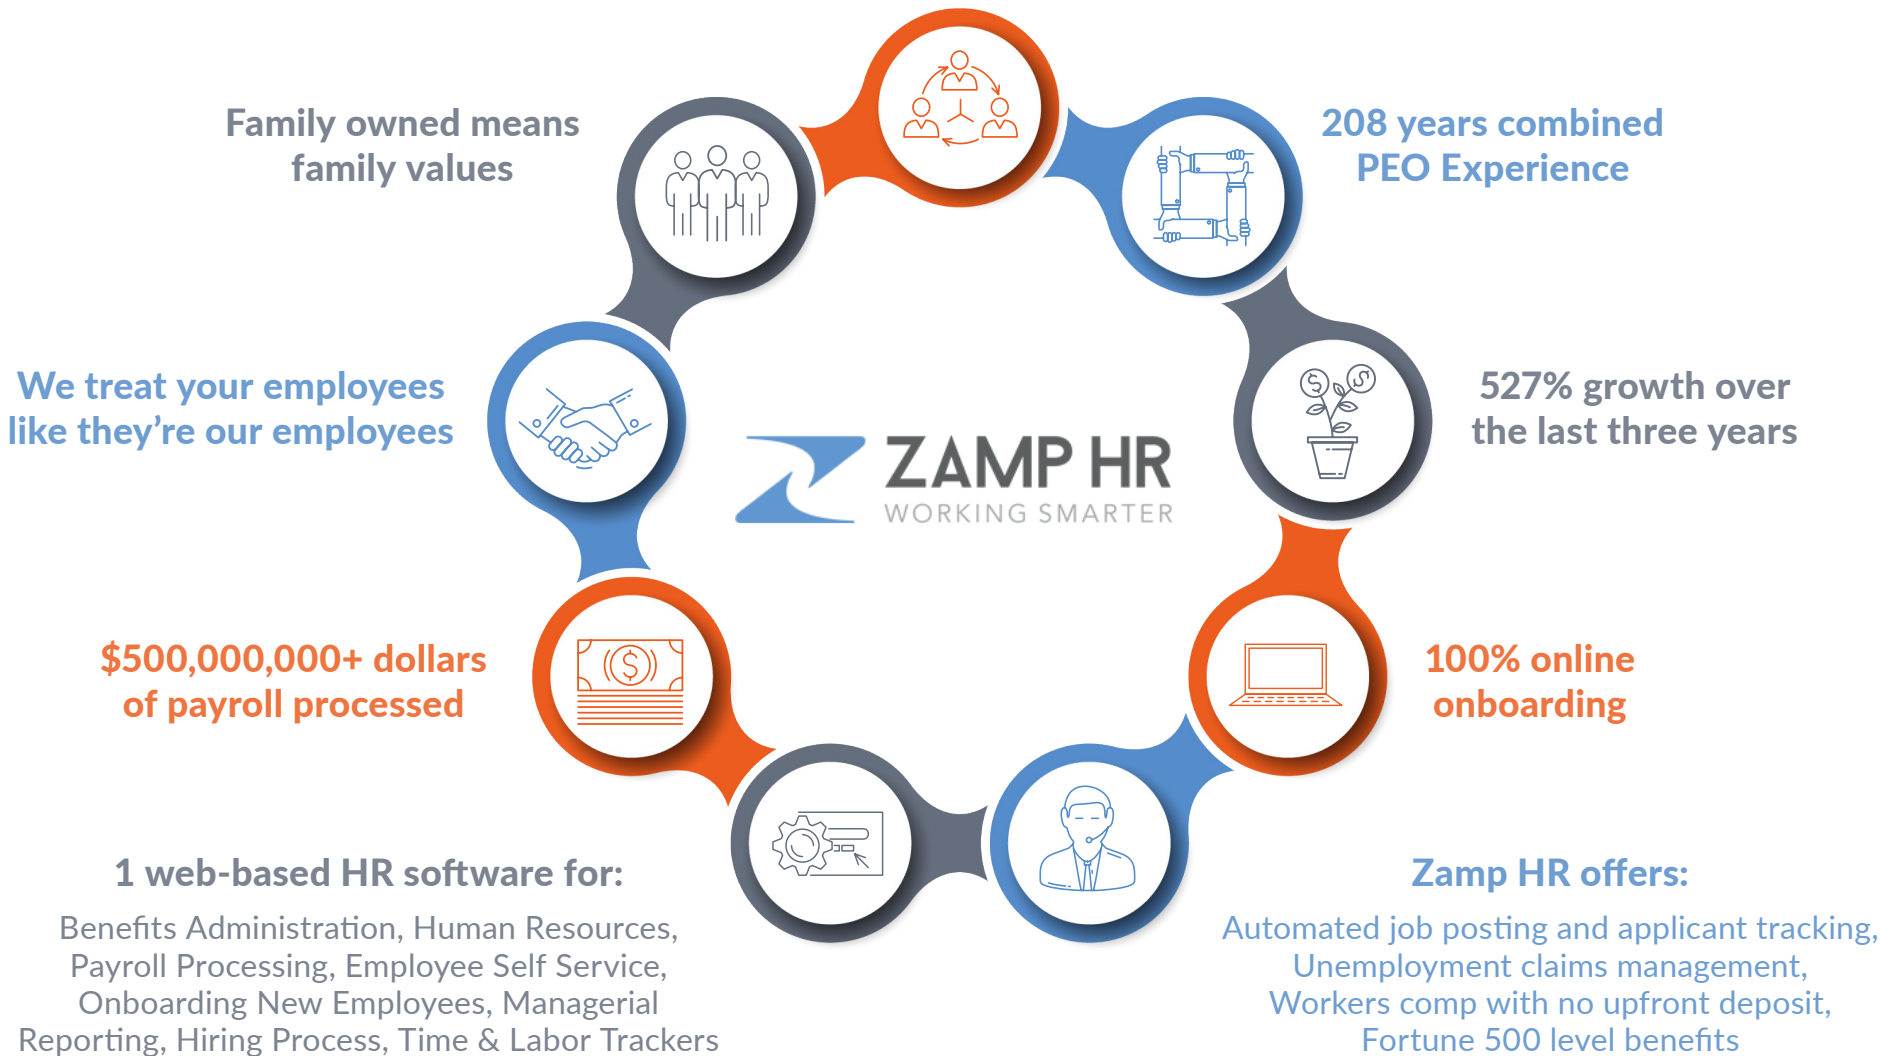 Family owned means
family values
208 years combined
PEO Experience
We treat your employees
like they're our employees
527% growth over
the last three years
ZAMP HR
WORKING SMARTER
$500,000,000+ dollars
of payroll processed
100% online
onboarding
1 web-based HR software for:
Benefits Administration, Human Resources,
Payroll Processing, Employee Self Service,
Onboarding New Employees, Managerial
Reporting, Hiring Process, Time & Labor Trackers
Zamp HR offers:
Automated job posting and applicant tracking,
Unemployment claims management,
Workers comp with no upfront deposit,
Fortune 500 level benefits